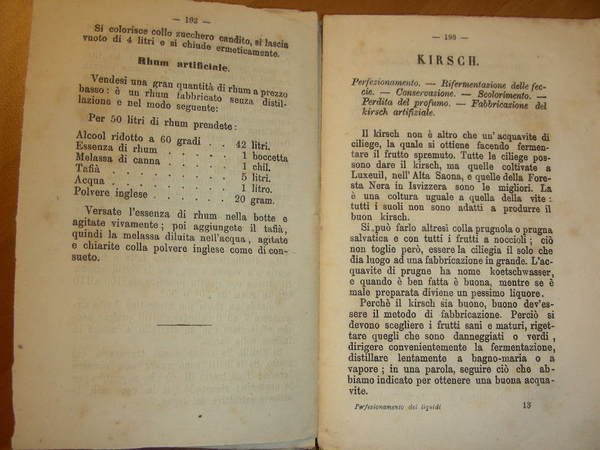 — 192 —
Si colorisce collo zucchero candito, si lascia
vuoto di 4 litri e si chiude ermeticamente.
Rhum artificiale.
Vendesi una gran quantità di rhum a prezzo
basso: è un rhum fabbricato senza distil-
lazione e nel modo seguente:
Per 50 litri di rhum prendete:
Alcool ridotto a 60 gradi . . . 42 litri.
Essenza di rhum . . . . 1 boccetta
Melassa di canna . . . . 1 chil.
Tafià . . . . . . 5 litri.
Acqua . . . . . . 1 litro.
Polvere inglese . . . . 20 gram.
Versate l'essenza di rhum nella botte e
agitate vivamente; poi aggiungete il tafià,
quindi la melassa diluita nell'acqua, agitate
e chiarite colla polvere inglese come di con-
sueto.
— 193 —
KIRSCH.
Perfezionamento. — Rifermentazione delle fec-
cie. — Conservazione. — Scolorimento. —
Perdita del profumo. — Fabbricazione del
kirsch artifiziale.
Il kirsch non è altro che un'acquavite di
ciliege, la quale si ottiene facendo fermen-
tare il frutto spremuto. Tutte le ciliege pos-
sono dare il kirsch, ma quelle coltivate a
Luxeuil, nell'Alta Saona, e quelle della Fore-
sta Nera in Isvizzera sono le migliori. La
è una coltura uguale a quella della vite:
tutti i suoli non sono adatti a produrre il
buon kirsch.
Si può farlo altresì colla prugnola o prugna
salvatica e con tutti i frutti a noccioli; ciò
non toglie però, essere la ciliegia il solo che
dia luogo ad una fabbricazione in grande. L'ac-
quavite di prugne ha nome koetschwasser,
e quando è ben fatta è buona, mentre se è
male preparata diviene un pessimo liquore.
Perchè il kirsch sia buono, buono dev'es-
sere il metodo di fabbricazione. Perciò si
devono scegliere i frutti sani e maturi, riget-
tare quegli che sono danneggiati o verdi,
dirigere convenientemente la fermentazione,
distillare lentamente a bagno-maria o a
vapore; in una parola, seguire ciò che ab-
biamo indicato per ottenere una buona acqua-
vite.
Perfezionamento dei liquidi 13